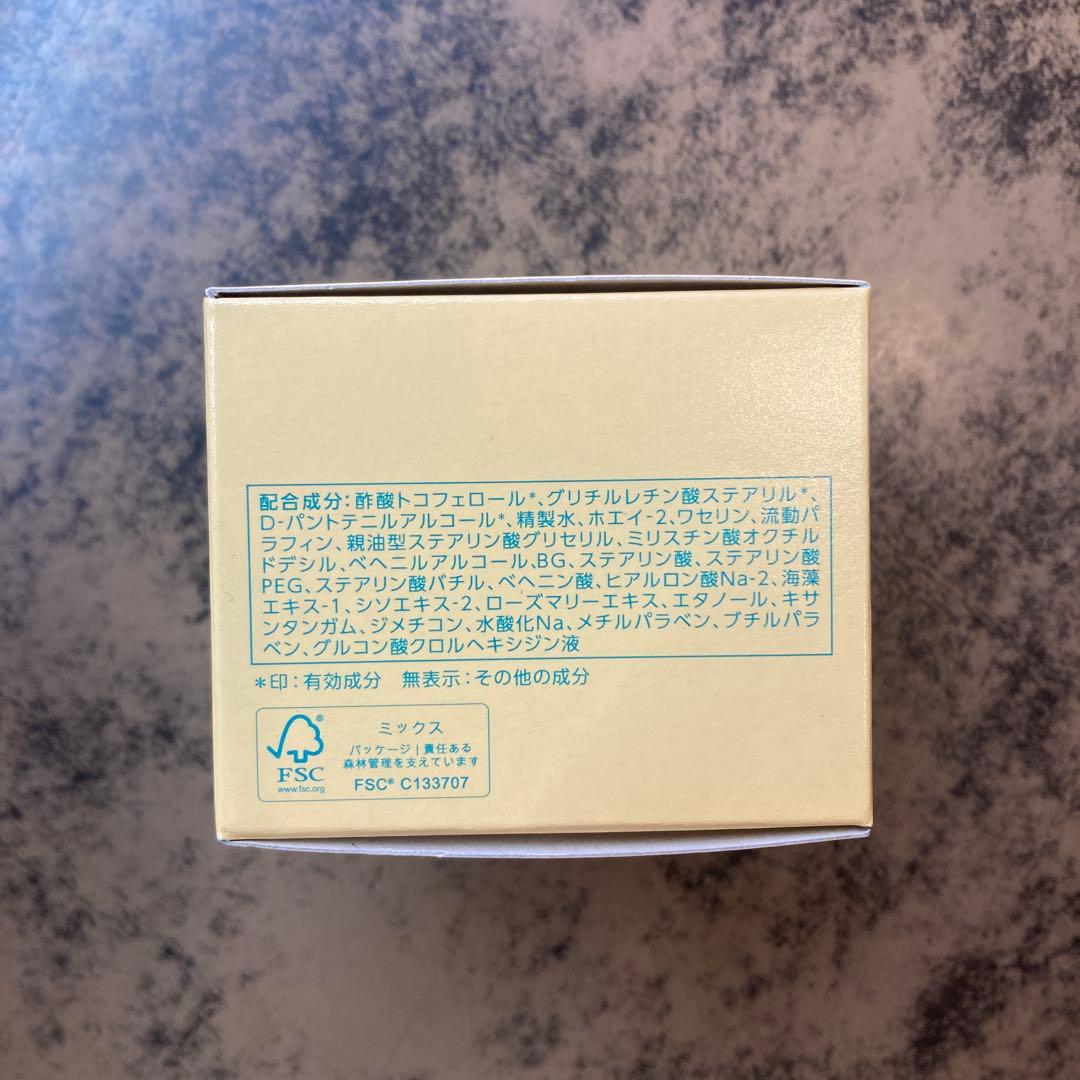 配合成分：酢酸トコフェロール*、グリチルレチン酸ステアリル*、
D-パントテニルアルコール*、精製水、ホエイ-2、ワセリン、流動パ
ラフィン、親油型ステアリン酸グリセリル、ミリスチン酸オクチル
ドデシル、ベヘニルアルコール、BG、ステアリン酸、ステアリン酸
PEG、ステアリン酸バチル、ベヘニン酸、ヒアルロン酸Na-2、海藻
エキス-1、シソエキス-2、ローズマリーエキス、エタノール、キサ
ンタンガム、ジメチコン、水酸化Na、メチルパラベン、ブチルパラ
ベン、グルコン酸クロルヘキシジン液
*印：有効成分　無表示：その他の成分
® 
FSC
www.fsc.org
ミックス
パッケージ｜責任ある
森林管理を支えています
FSC® C133707